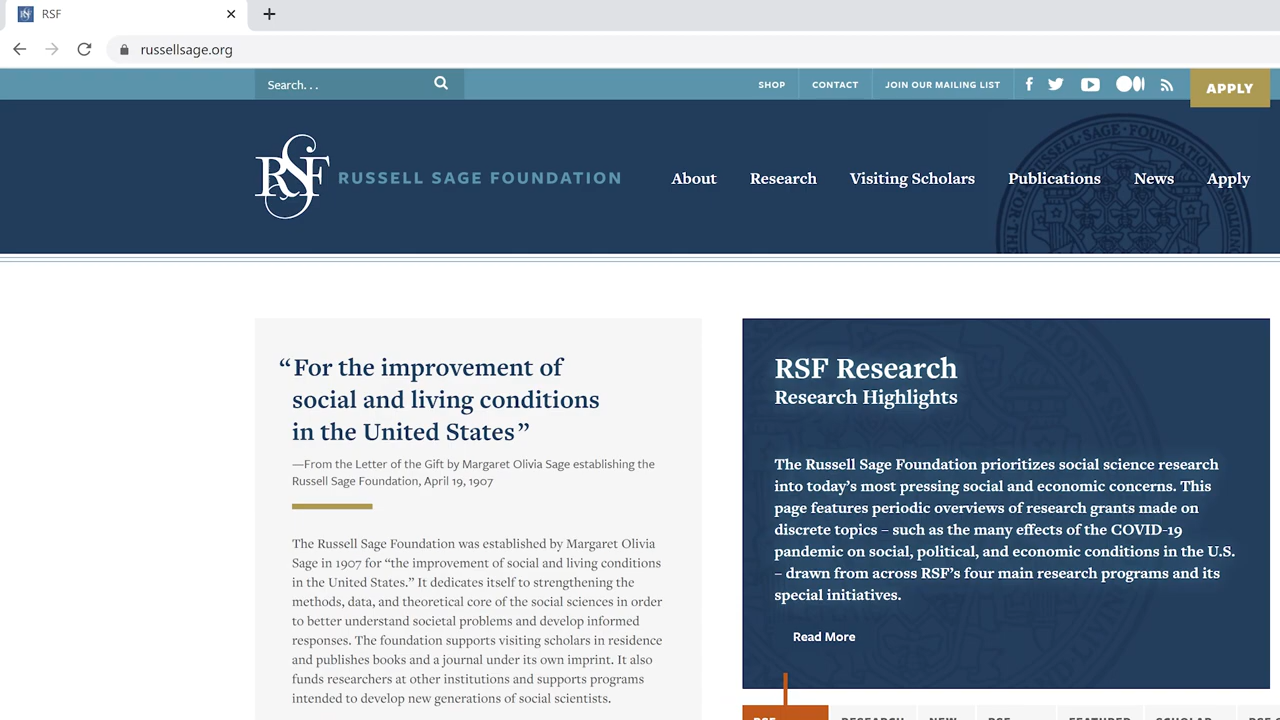 RSF
russellsage.org
Search. . .
SHOP
CONTACT
JOIN OUR MAILING LIST
APPLY
RSF
RUSSELL SAGE FOUNDATION
About
Research
Visiting Scholars
Publications
News
Apply
“For the improvement of
social and living conditions
in the United States”
—From the Letter of the Gift by Margaret Olivia Sage establishing the
Russell Sage Foundation, April 19, 1907
The Russell Sage Foundation was established by Margaret Olivia
Sage in 1907 for “the improvement of social and living conditions
in the United States.” It dedicates itself to strengthening the
methods, data, and theoretical core of the social sciences in order
to better understand societal problems and develop informed
responses. The foundation supports visiting scholars in residence
and publishes books and a journal under its own imprint. It also
funds researchers at other institutions and supports programs
intended to develop new generations of social scientists.
RSF Research
Research Highlights
The Russell Sage Foundation prioritizes social science research
into today’s most pressing social and economic concerns. This
page features periodic overviews of research grants made on
discrete topics – such as the many effects of the COVID-19
pandemic on social, political, and economic conditions in the U.S.
– drawn from across RSF’s four main research programs and its
special initiatives.
Read More
RSF
RESEARCH
NEW
RSF
FEATURED
SCHOLAR